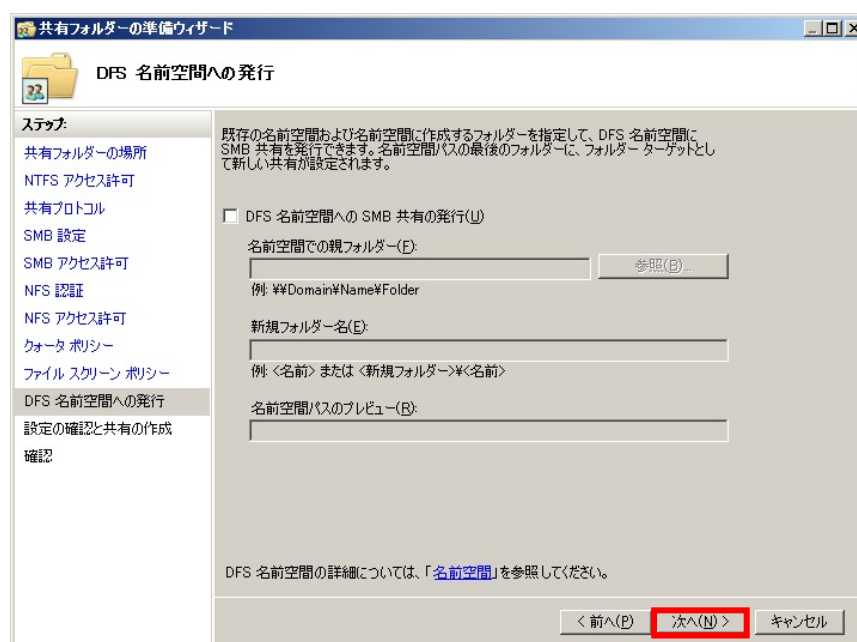 共有フォルダーの準備ウィザード
DFS 名前空間への発行
ステップ:
共有フォルダーの場所
NTFS アクセス許可
共有プロトコル
SMB 設定
SMB アクセス許可
NFS 認証
NFS アクセス許可
クォータ ポリシー
ファイル スクリーン ポリシー
DFS 名前空間への発行
設定の確認と共有の作成
確認
既存の名前空間および名前空間に作成するフォルダーを指定して、DFS 名前空間に
SMB 共有を発行できます。名前空間パスの最後のフォルダーに、フォルダー ターゲットとし
て新しい共有が設定されます。
DFS 名前空間への SMB 共有の発行(U)
名前空間での親フォルダー(F):
参照(B)...
例: ¥¥Domain¥Name¥Folder
新規フォルダー名(E):
例: <名前> または <新規フォルダー>¥<名前>
名前空間パスのプレビュー(R):
DFS 名前空間の詳細については、「名前空間」を参照してください。
< 前へ(P)
次へ(N) >
キャンセル